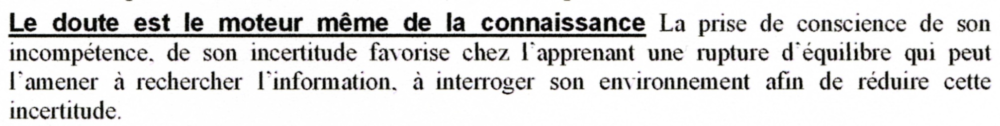 Le doute est le moteur même de la connaissance La prise de conscience de son
incompétence, de son incertitude favorise chez l'apprenant une rupture d'équilibre qui peut
l'amener à rechercher l'information, à interroger son environnement afin de réduire cette
incertitude.